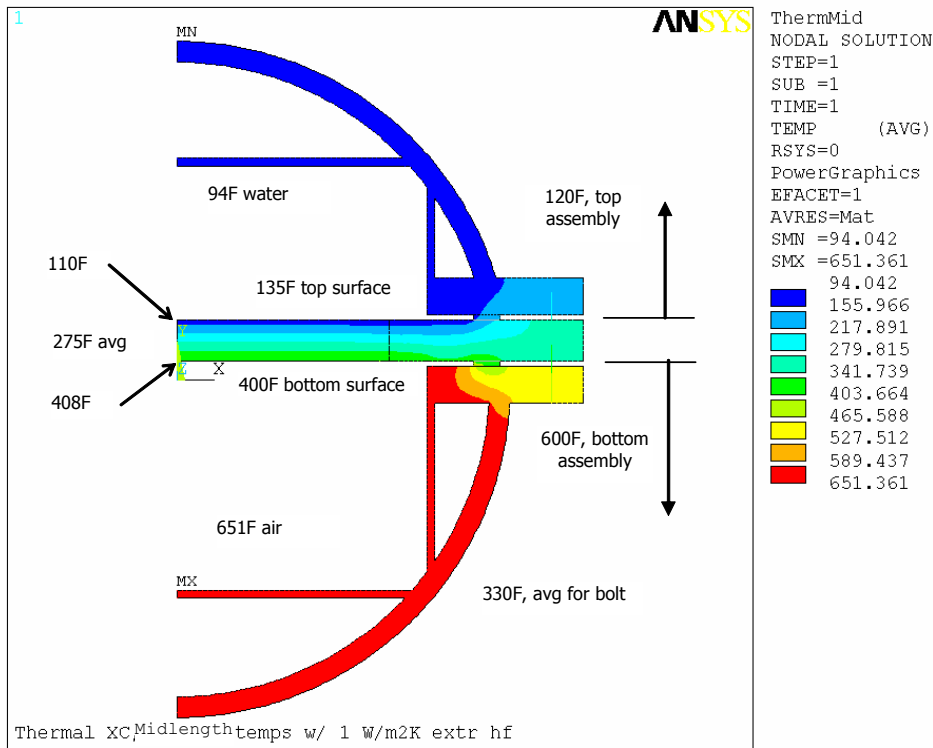 1
MN
ANSYS
94F water
120F, top
assembly
110F
135F top surface
Y
275F avg
Z
X
400F bottom surface
408F
600F, bottom
assembly
651F air
MX
330F, avg for bolt
Thermal XC, Midlength temps w/ 1 W/m2K extr hf
ThermMid
NODAL SOLUTION
STEP=1
SUB =1
TIME=1
TEMP (AVG)
RSYS=0
PowerGraphics
EFACET=1
AVRES=Mat
SMN =94.042
SMX =651.361
94.042
155.966
217.891
279.815
341.739
403.664
465.588
527.512
589.437
651.361